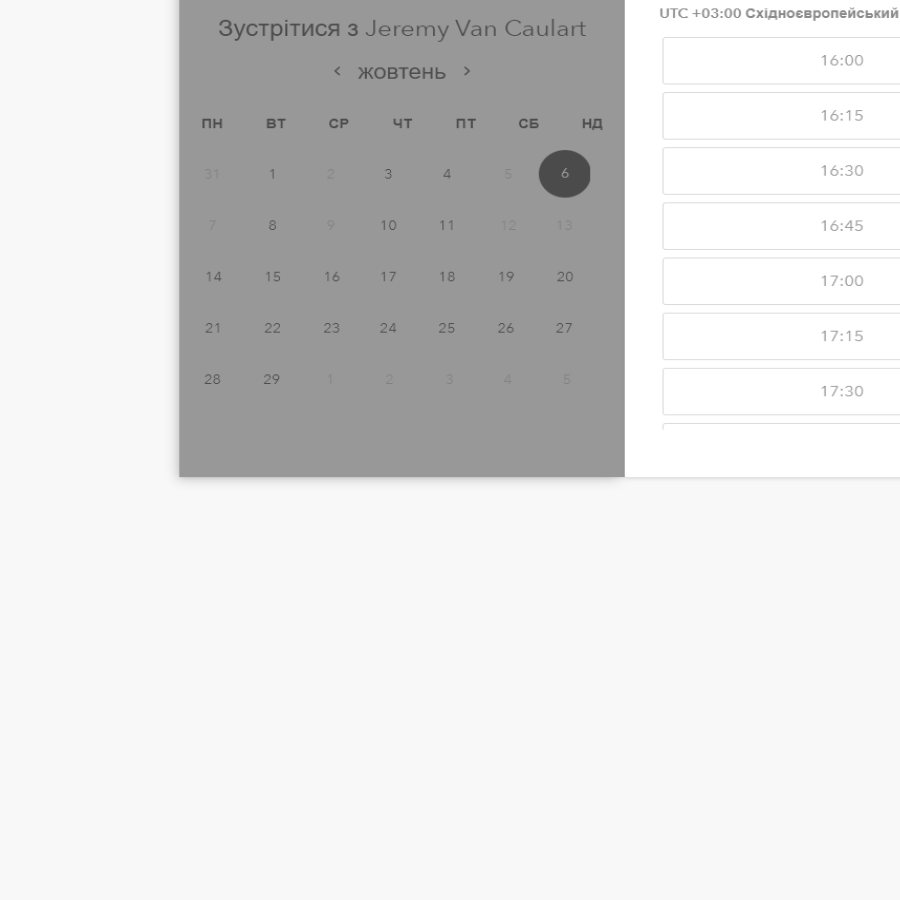 Зустрітися з Jeremy Van Caulart
жовтень
ПН ВТ СР ЧТ ПТ СБ НД
31 1 2 3 4 5 6
7 8 9 10 11 12 13
14 15 16 17 18 19 20
21 22 23 24 25 26 27
28 29 1 2 3 4 5
UTC +03:00 Східноєвропейський
16:00
16:15
16:30
16:45
17:00
17:15
17:30